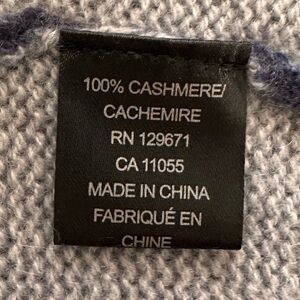 100% CASHMERE/
CACHEMIRE
RN 129671
CA 11055
MADE IN CHINA
FABRIQUÉ EN
CHINE